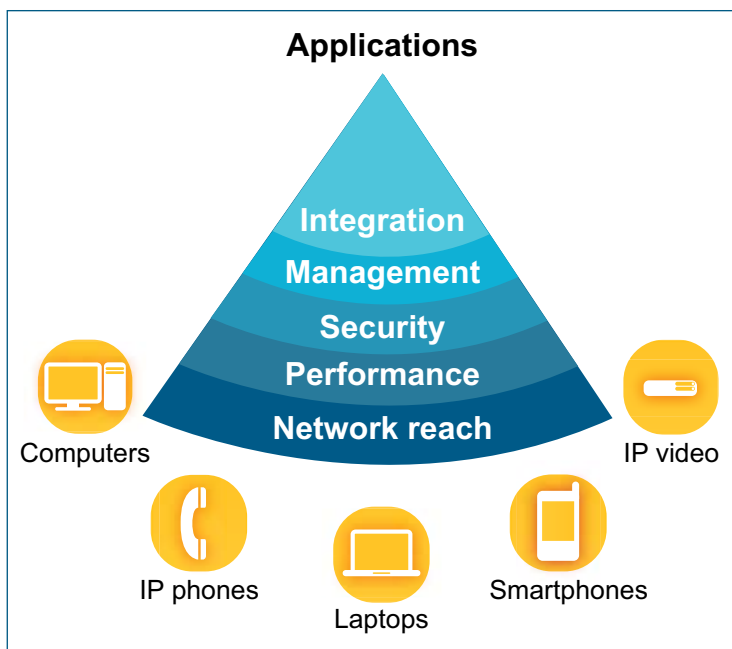 Applications
Integration
Management
Security
Performance
Network reach
Computers
IP video
IP phones
Smartphones
Laptops